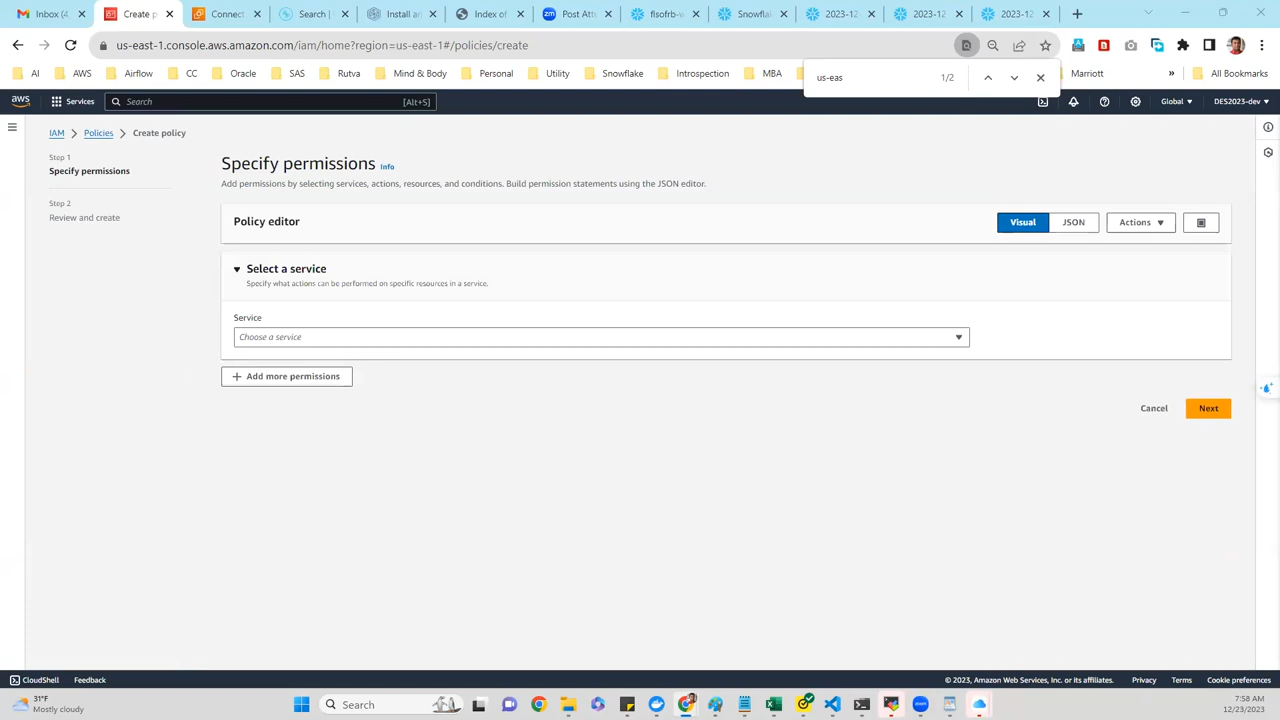 Inbox (4
Create p
Connect
Search |
Install ar
Index of
Post Att
flsofrb-w
Snowflak
2023-12
2023-12
2023-12
us-east-1.console.aws.amazon.com/iam/home?region=us-east-1#/policies/create
AI
AWS
Airflow
CC
Oracle
SAS
Rutva
Mind & Body
Personal
Utility
Snowflake
Introspection
MBA
Marriott
»
All Bookmarks
us-eas
1/2
aws
Services
Search
[Alt+S]
Global
DES2023-dev
IAM > Policies > Create policy
Step 1
Specify permissions
Step 2
Review and create
Specify permissions Info
Add permissions by selecting services, actions, resources, and conditions. Build permission statements using the JSON editor.
Policy editor
Visual
JSON
Actions
Select a service
Specify what actions can be performed on specific resources in a service.
Service
Choose a service
+ Add more permissions
Cancel
Next
CloudShell
Feedback
© 2023, Amazon Web Services, Inc. or its affiliates.
Privacy
Terms
Cookie preferences
31°F
Mostly cloudy
Search
7:58 AM
12/23/2023